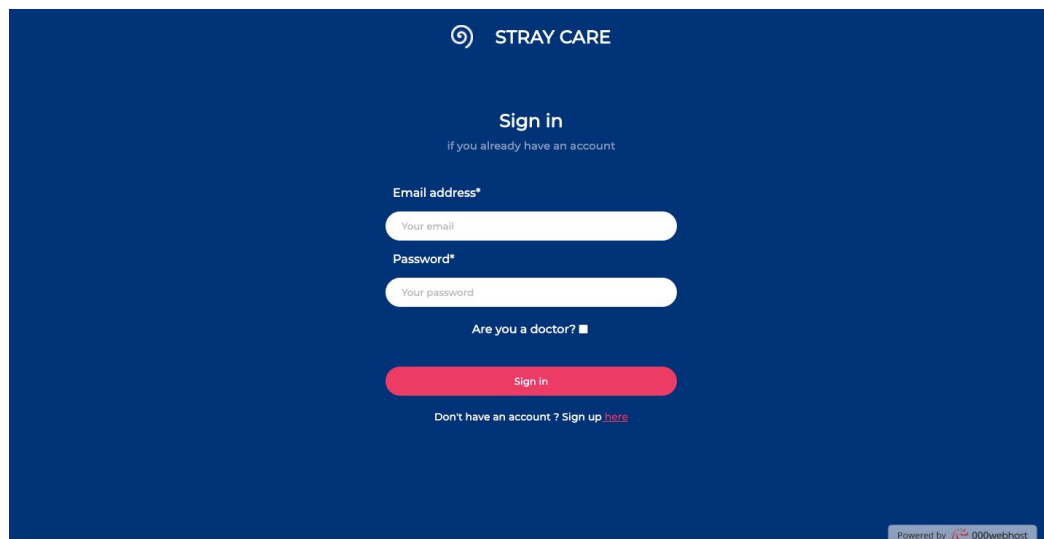 STRAY CARE
Sign in
if you already have an account
Email address*
Your email
Password*
Your password
Are you a doctor?
Sign in
Don't have an account ? Sign up here
Powered by 000webhost